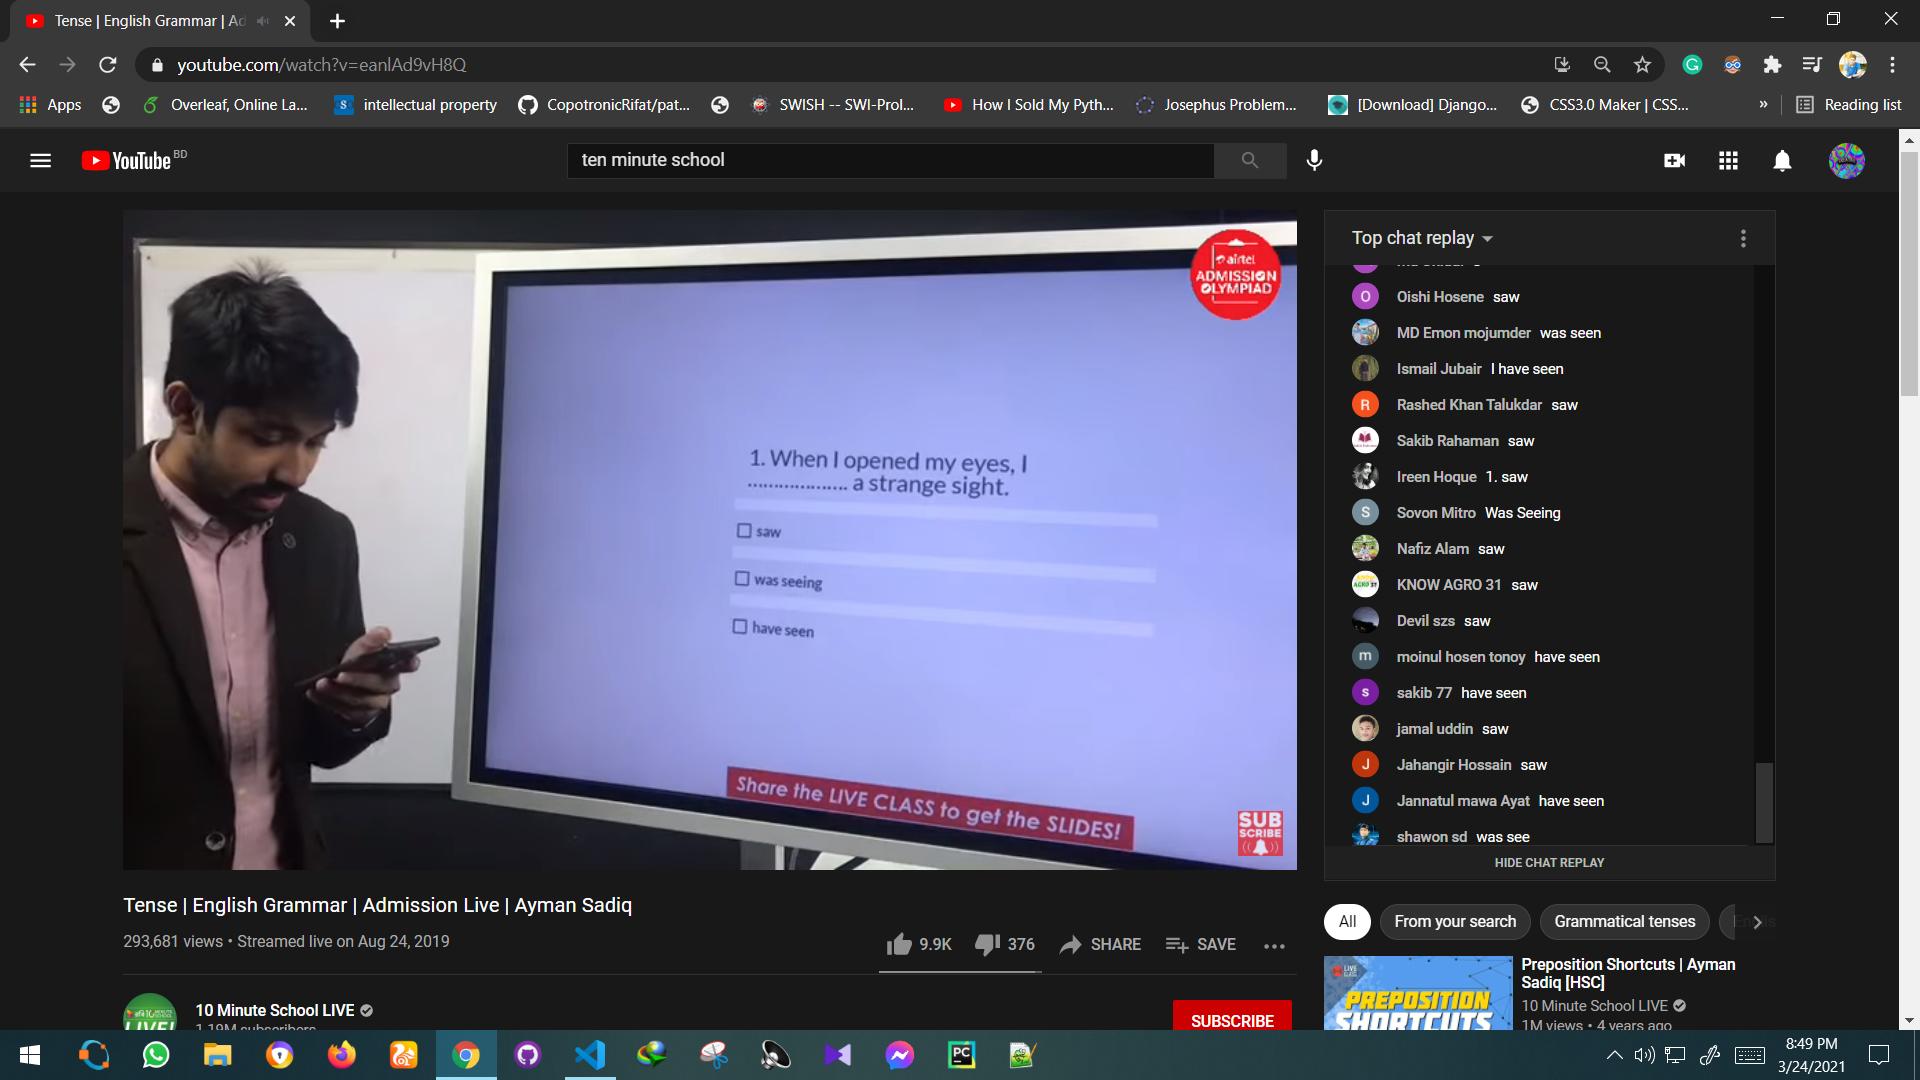 Tense | English Grammar | Ad
youtube.com/watch?v=eanlAd9vH8Q
Apps
Overleaf, Online La...
intellectual property
CopotronicRifat/pat...
SWISH -- SWI-Prol...
How I Sold My Pyth...
Josephus Problem...
[Download] Django...
CSS3.0 Maker | CSS...
»
Reading list
YouTube BD
ten minute school
airtel
ADMISSION
OLYMPIAD
1. When I opened my eyes, I
................... a strange sight.
saw
was seeing
have seen
Share the LIVE CLASS to get the SLIDES!
SUB
SCRIBE
Top chat replay
O Oishi Hosene saw
MD Emon mojumder was seen
Ismail Jubair I have seen
R Rashed Khan Talukdar saw
Sakib Rahaman saw
Ireen Hoque 1. saw
S Sovon Mitro Was Seeing
Nafiz Alam saw
KNOW AGRO 31 saw
Devil szs saw
m moinul hosen tonoy have seen
s sakib 77 have seen
jamal uddin saw
J Jahangir Hossain saw
J Jannatul mawa Ayat have seen
shawon sd was see
HIDE CHAT REPLAY
Tense | English Grammar | Admission Live | Ayman Sadiq
293,681 views • Streamed live on Aug 24, 2019
9.9K
376
SHARE
SAVE
10 Minute School LIVE
1.19M subscribers
SUBSCRIBE
All
From your search
Grammatical tenses
LIVE
PREPOSITION
SHORTCUTS
Preposition Shortcuts | Ayman
Sadiq [HSC]
10 Minute School LIVE
1M views • 4 years ago
PC
8:49 PM
3/24/2021